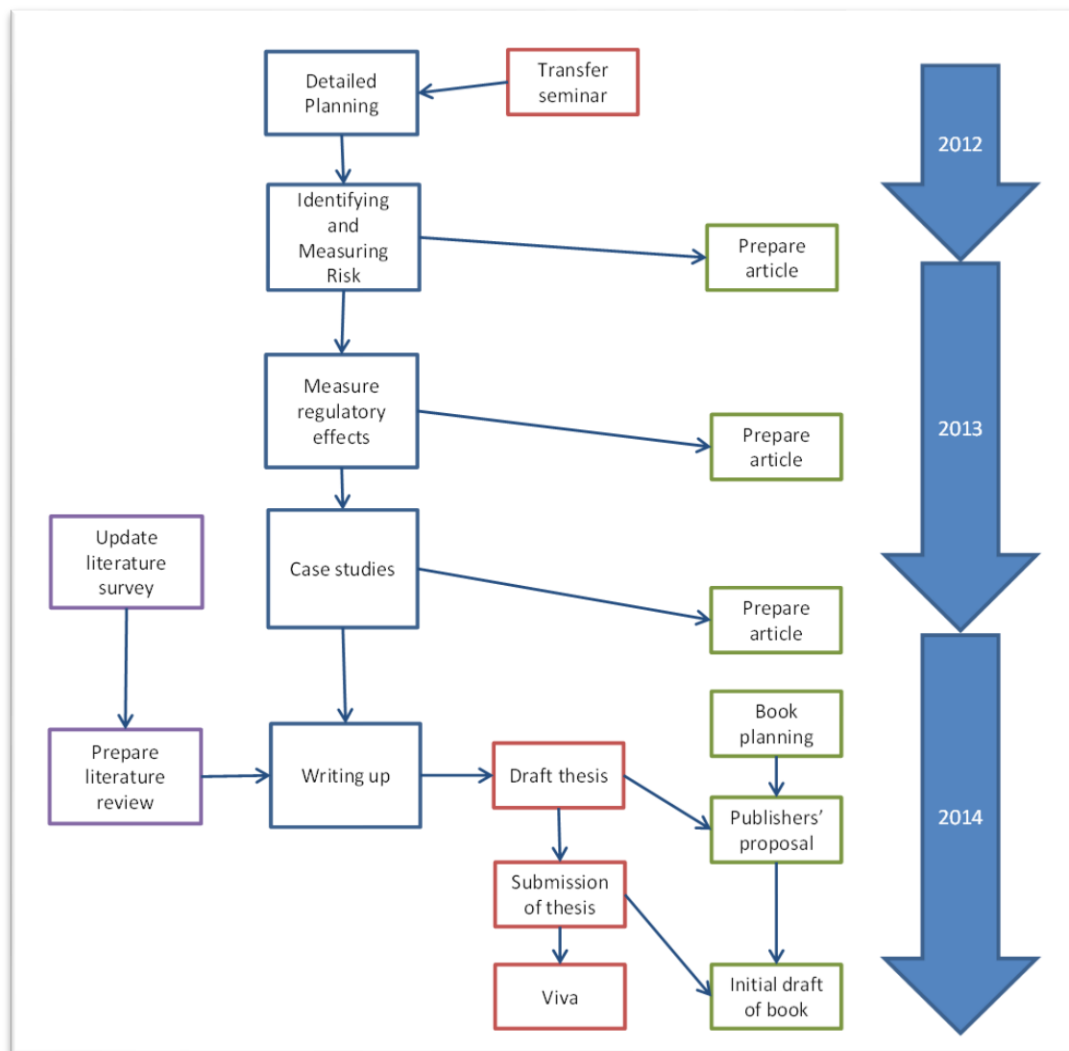 Detailed
Planning
Transfer
seminar
2012
Identifying
and
Measuring
Risk
Prepare
article
Measure
regulatory
effects
Prepare
article
2013
Update
literature
survey
Case studies
Prepare
article
Book
planning
Prepare
literature
review
Writing up
Draft thesis
Publishers’
proposal
2014
Submission
of thesis
Viva
Initial draft
of book